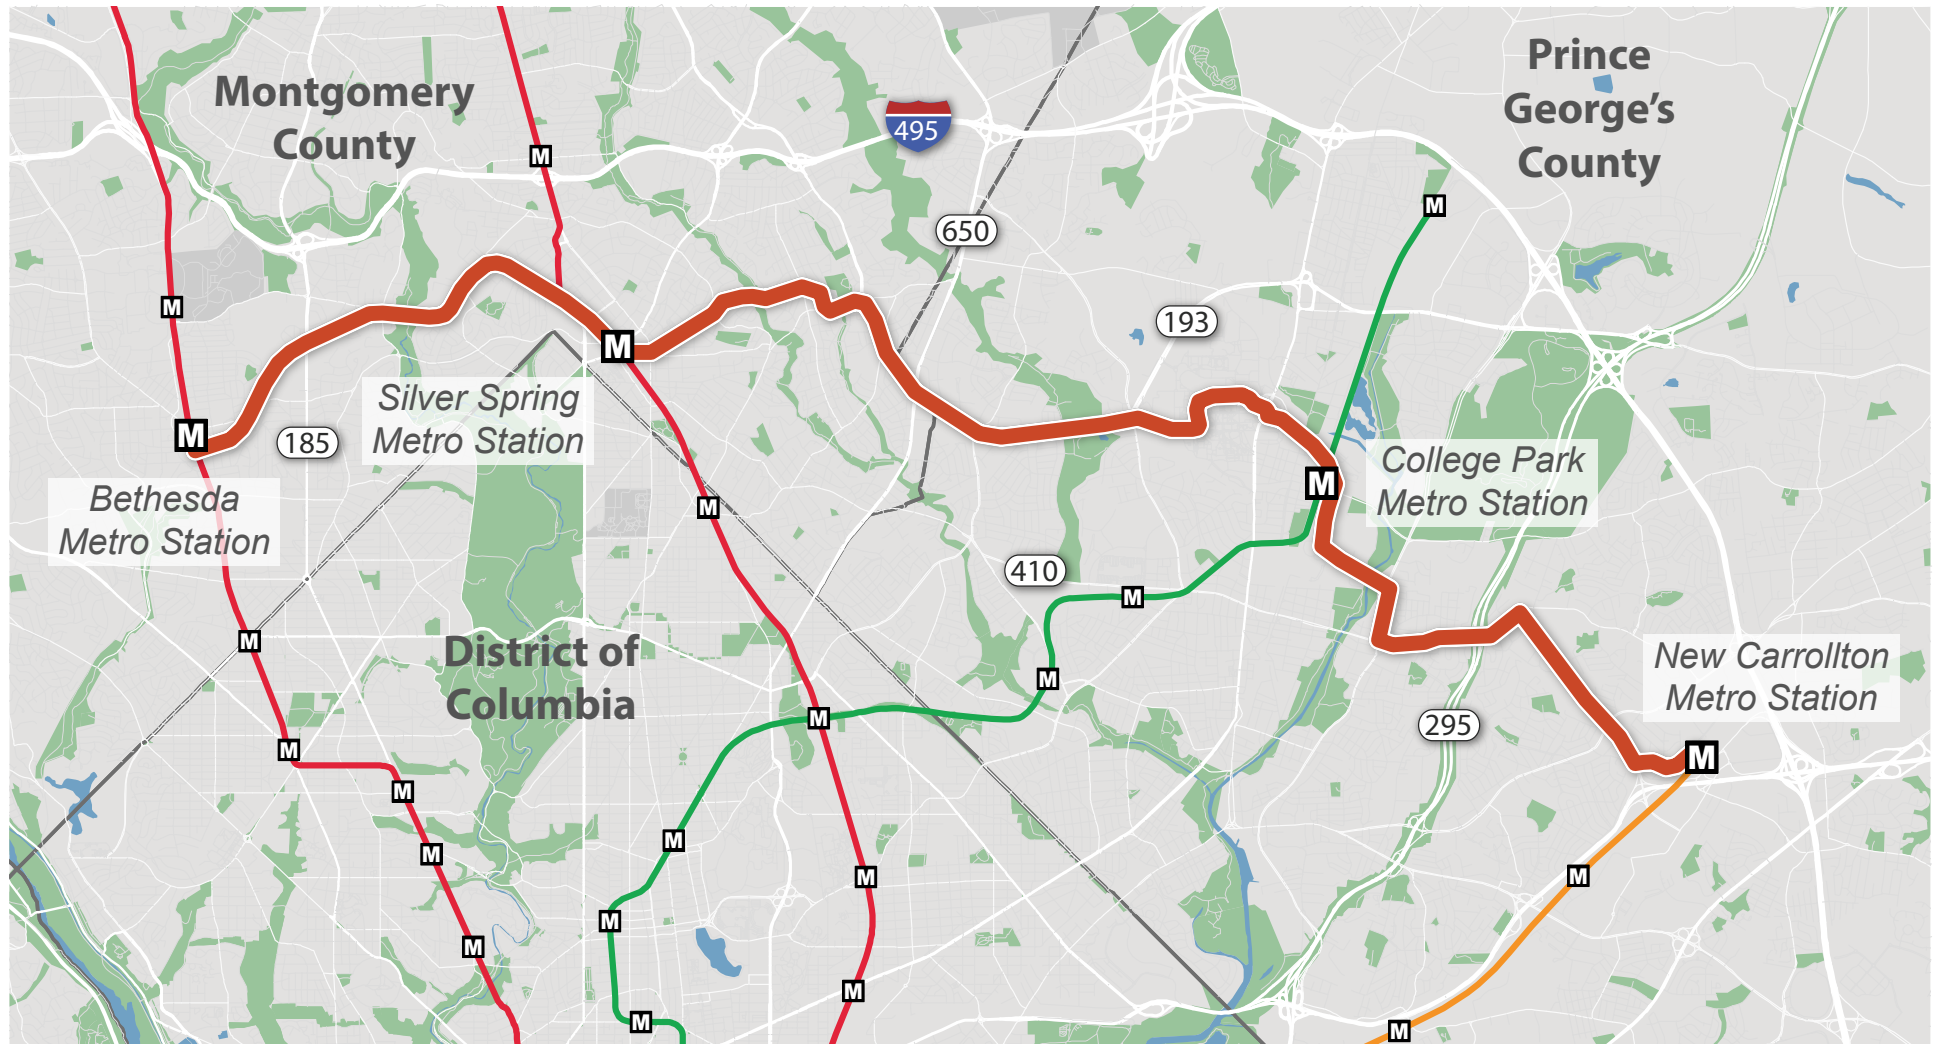 Montgomery
County
Prince
George's
County
495
M
M
650
M
193
M
M
Silver Spring
Metro Station
M
185
College Park
Metro Station
M
Bethesda
Metro Station
M
410
M
District of
Columbia
M
M
New Carrollton
Metro Station
M
295
M
M
M
M
M
M
M
M
M
M
M
M
M